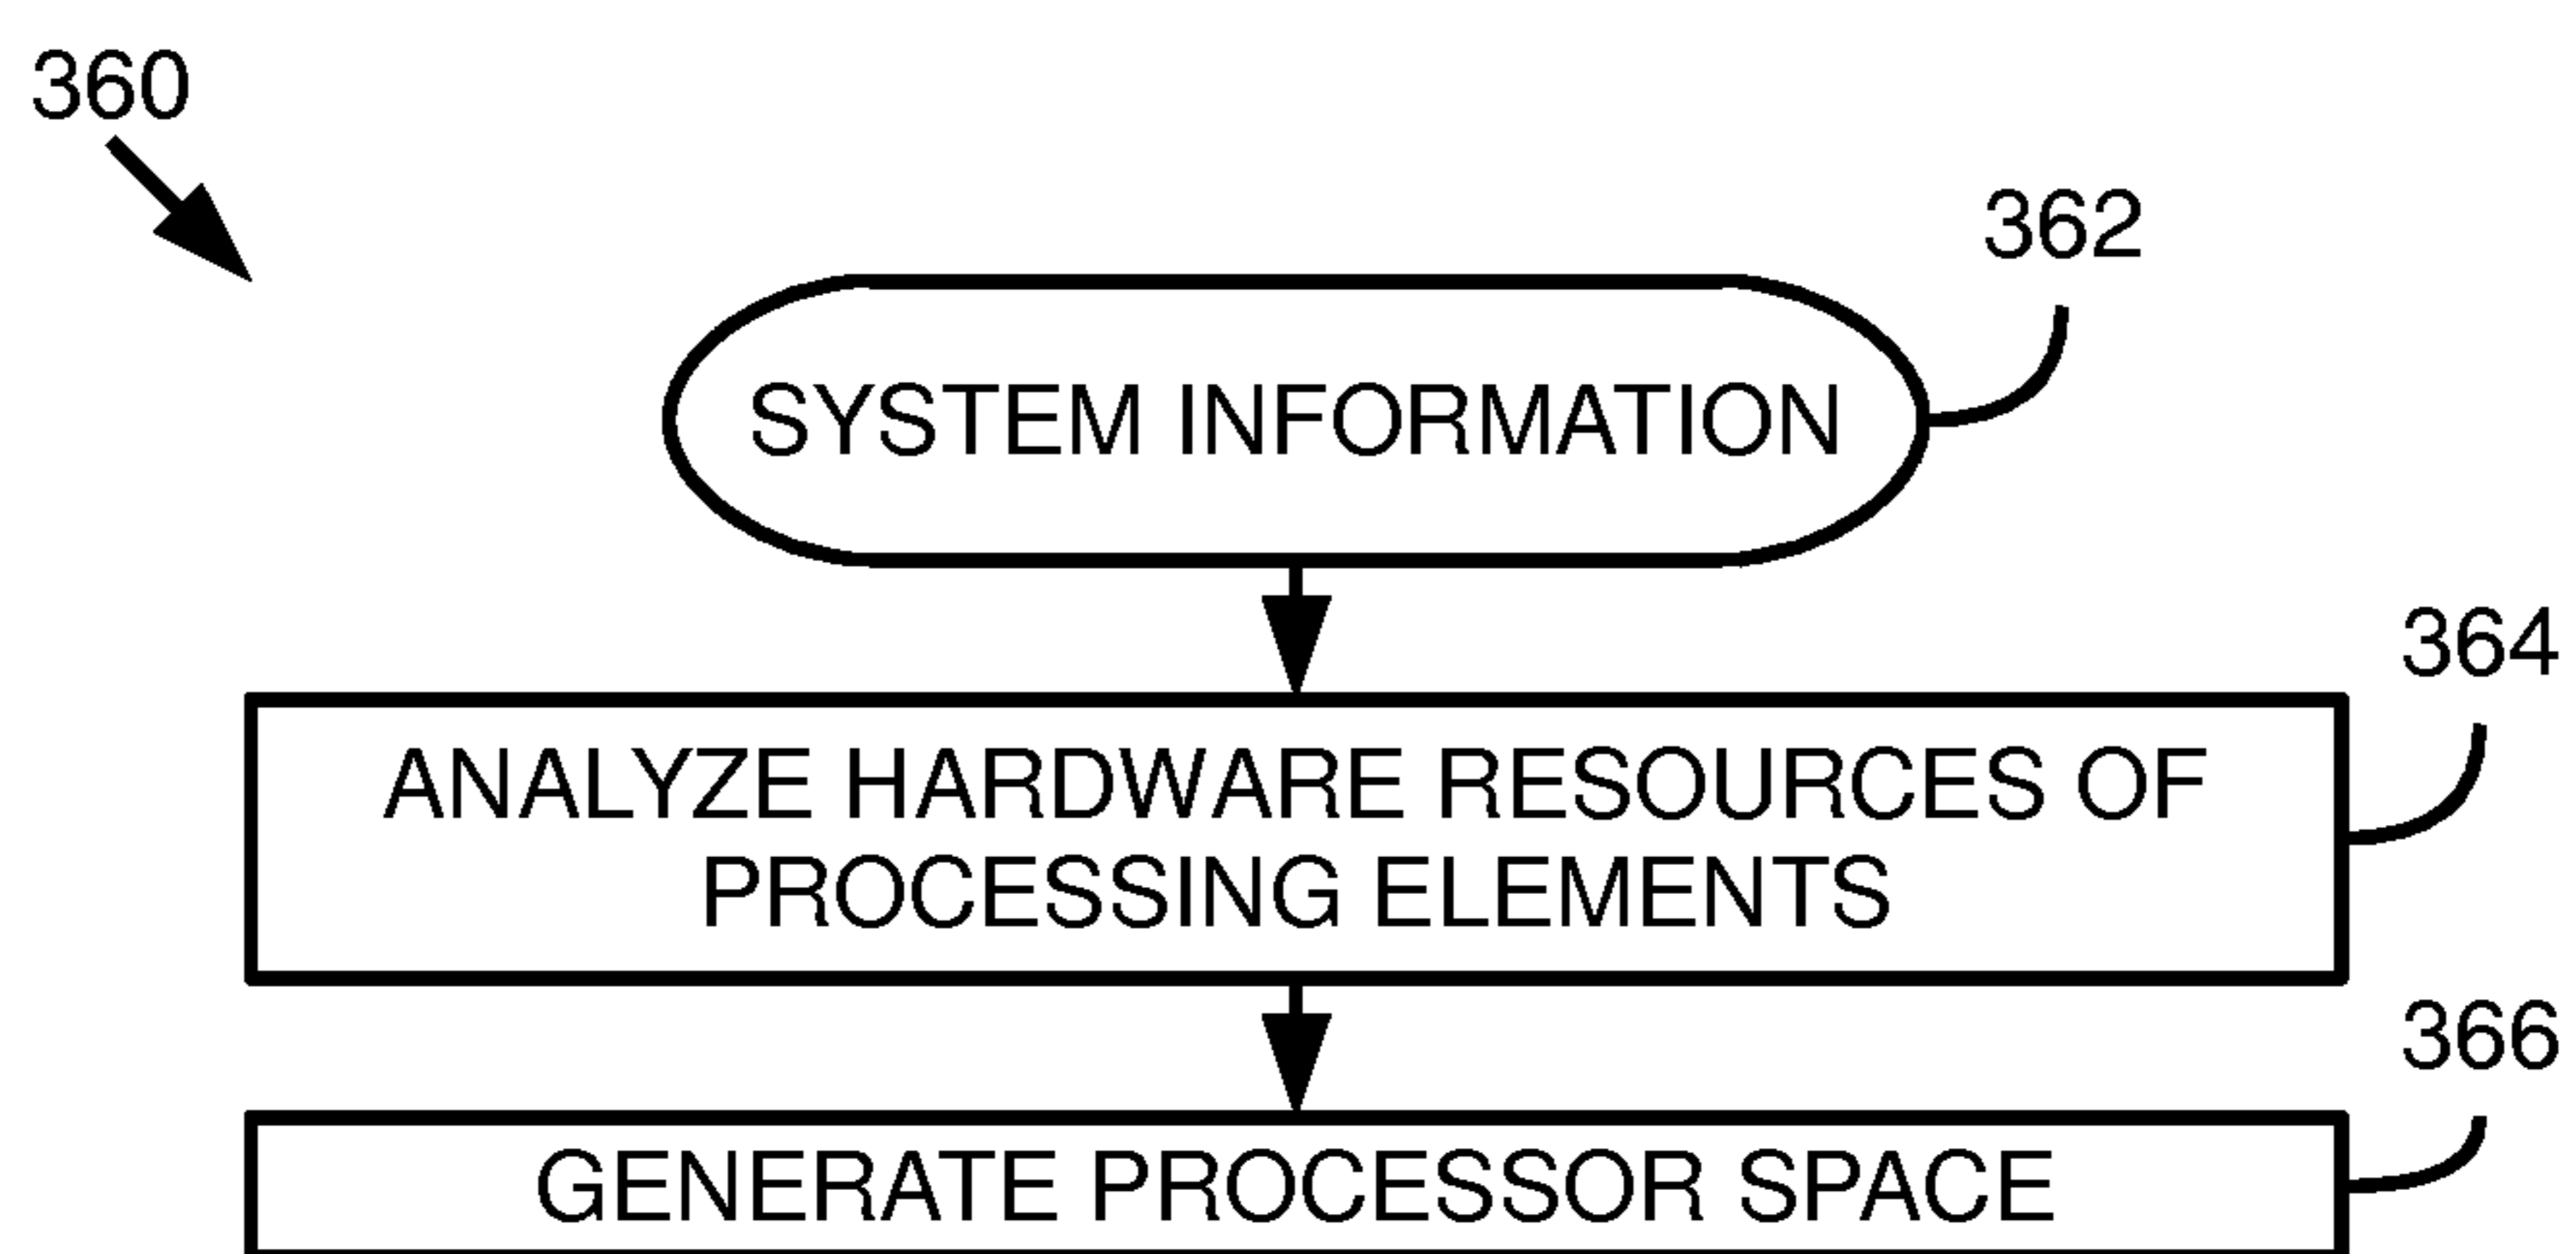 360
362
SYSTEM INFORMATION
364
ANALYZE HARDWARE RESOURCES OF
PROCESSING ELEMENTS
366
GENERATE PROCESSOR SPACE